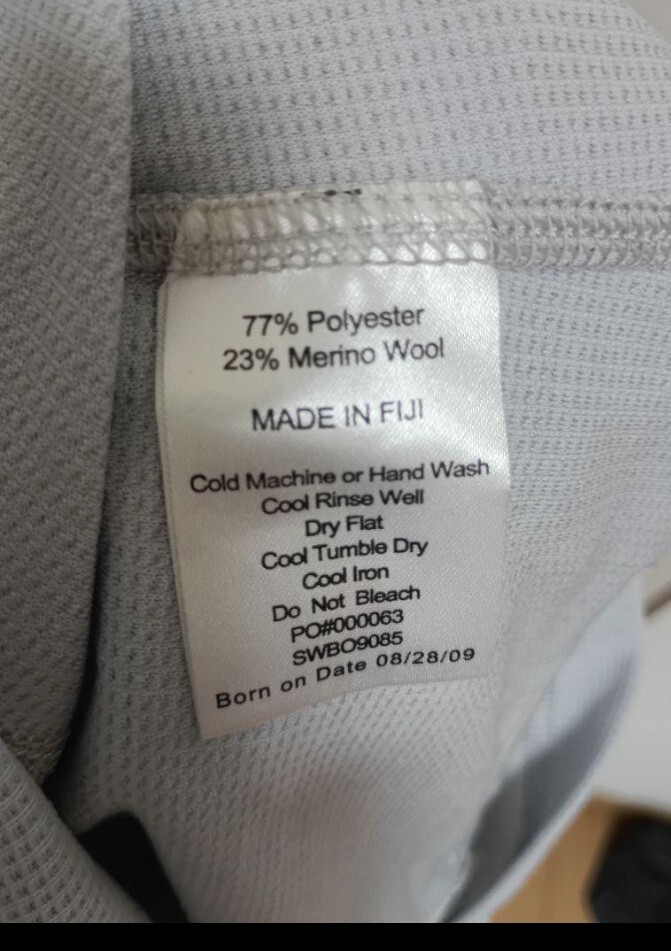 77% Polyester
23% Merino Wool
MADE IN FIJI
Cold Machine or Hand Wash
Cool Rinse Well
Dry Flat
Cool Tumble Dry
Cool Iron
Do Not Bleach
PO#000063
SWBO9085
Born on Date 08/28/09